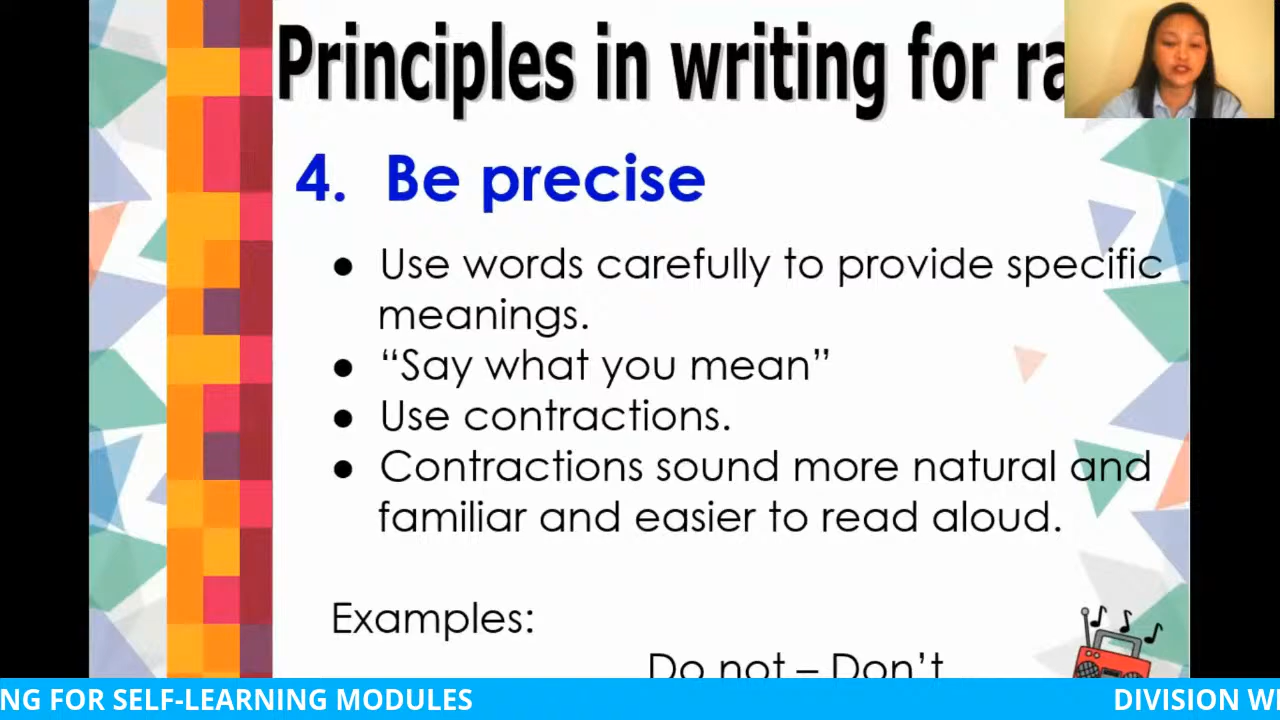 Principles in writing for ra
4. Be precise
● Use words carefully to provide specific
meanings.
● “Say what you mean”
● Use contractions.
● Contractions sound more natural and
familiar and easier to read aloud.
Examples:
Do not – Don’t
NG FOR SELF-LEARNING MODULES
DIVISION WI